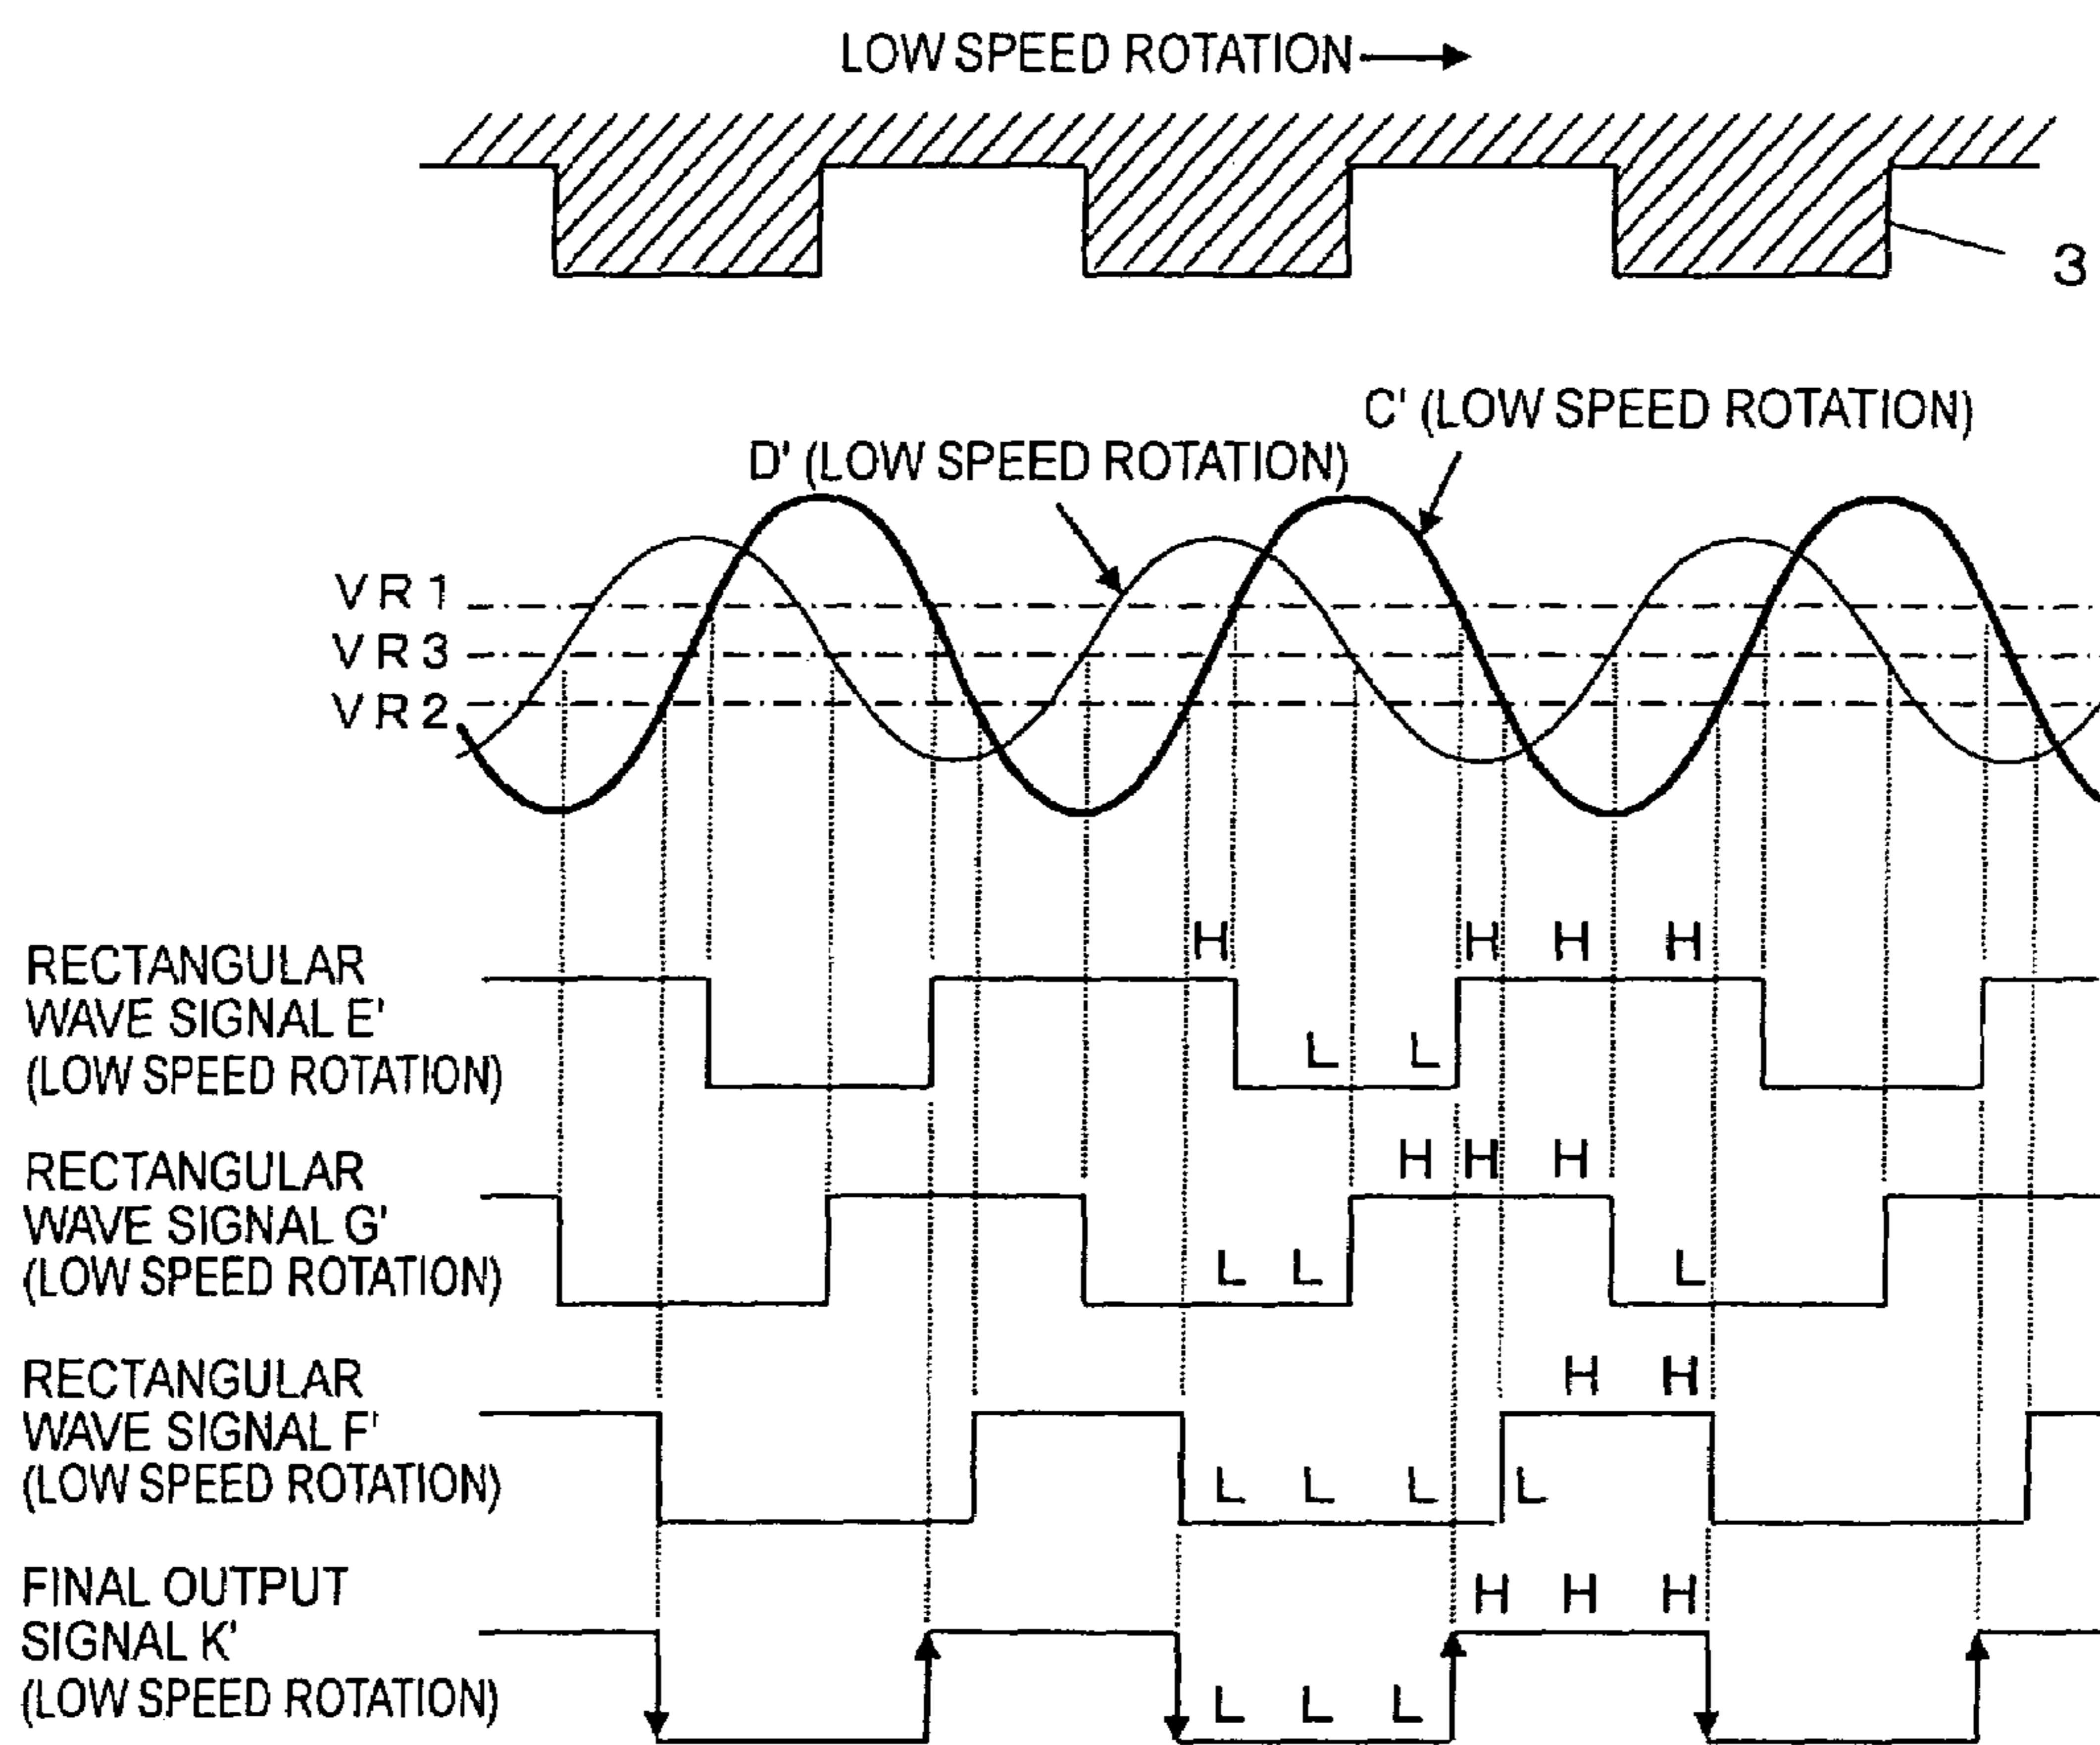 LOW SPEED ROTATION
3
C' (LOW SPEED ROTATION)
D' (LOW SPEED ROTATION)
VR1
VR3
VR2
H H H H
RECTANGULAR
WAVE SIGNAL E'
(LOW SPEED ROTATION)
L L
H H H
RECTANGULAR
WAVE SIGNAL G'
(LOW SPEED ROTATION)
L L L
H H
RECTANGULAR
WAVE SIGNAL F'
(LOW SPEED ROTATION)
L L L L
FINAL OUTPUT
SIGNAL K'
(LOW SPEED ROTATION)
H H H
L L L